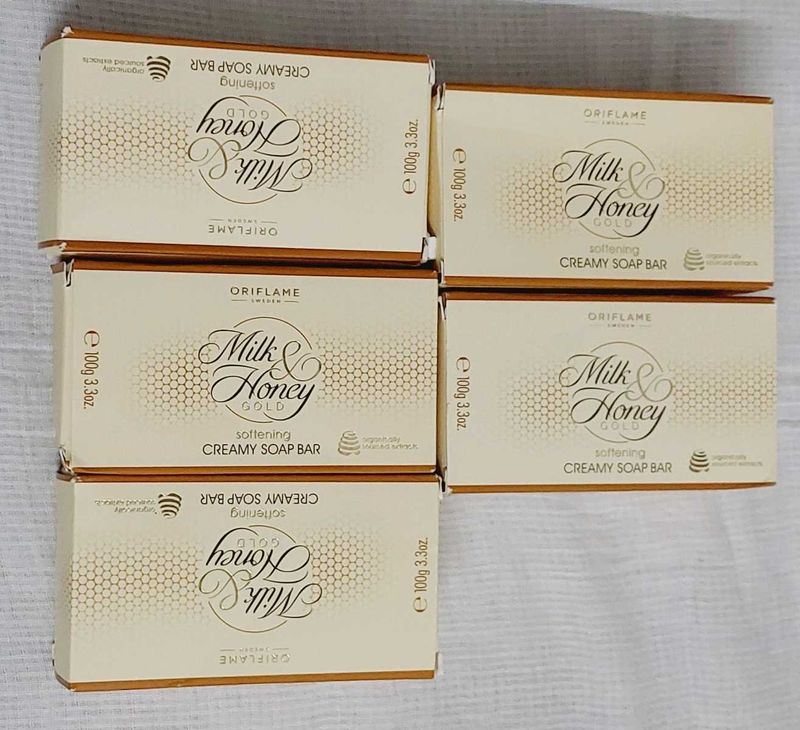 organically
sourced extracts
CREAMY SOAP BAR
softening
Milk &
Honey
GOLD
ORIFLAME
SWEDEN
e 100g 3.3oz.
ORIFLAME
SWEDEN
Milk &
Honey
GOLD
softening
CREAMY SOAP BAR
organically
sourced extracts
e 100g 3.3oz.
ORIFLAME
SWEDEN
Milk &
Honey
GOLD
softening
CREAMY SOAP BAR
organically
sourced extracts
e 100g 3.3oz.
ORIFLAME
SWEDEN
Milk &
Honey
GOLD
softening
CREAMY SOAP BAR
organically
sourced extracts
e 100g 3.3oz.
ORIFLAME
SWEDEN
Milk &
Honey
GOLD
softening
CREAMY SOAP BAR
organically
sourced extracts
e 100g 3.3oz.